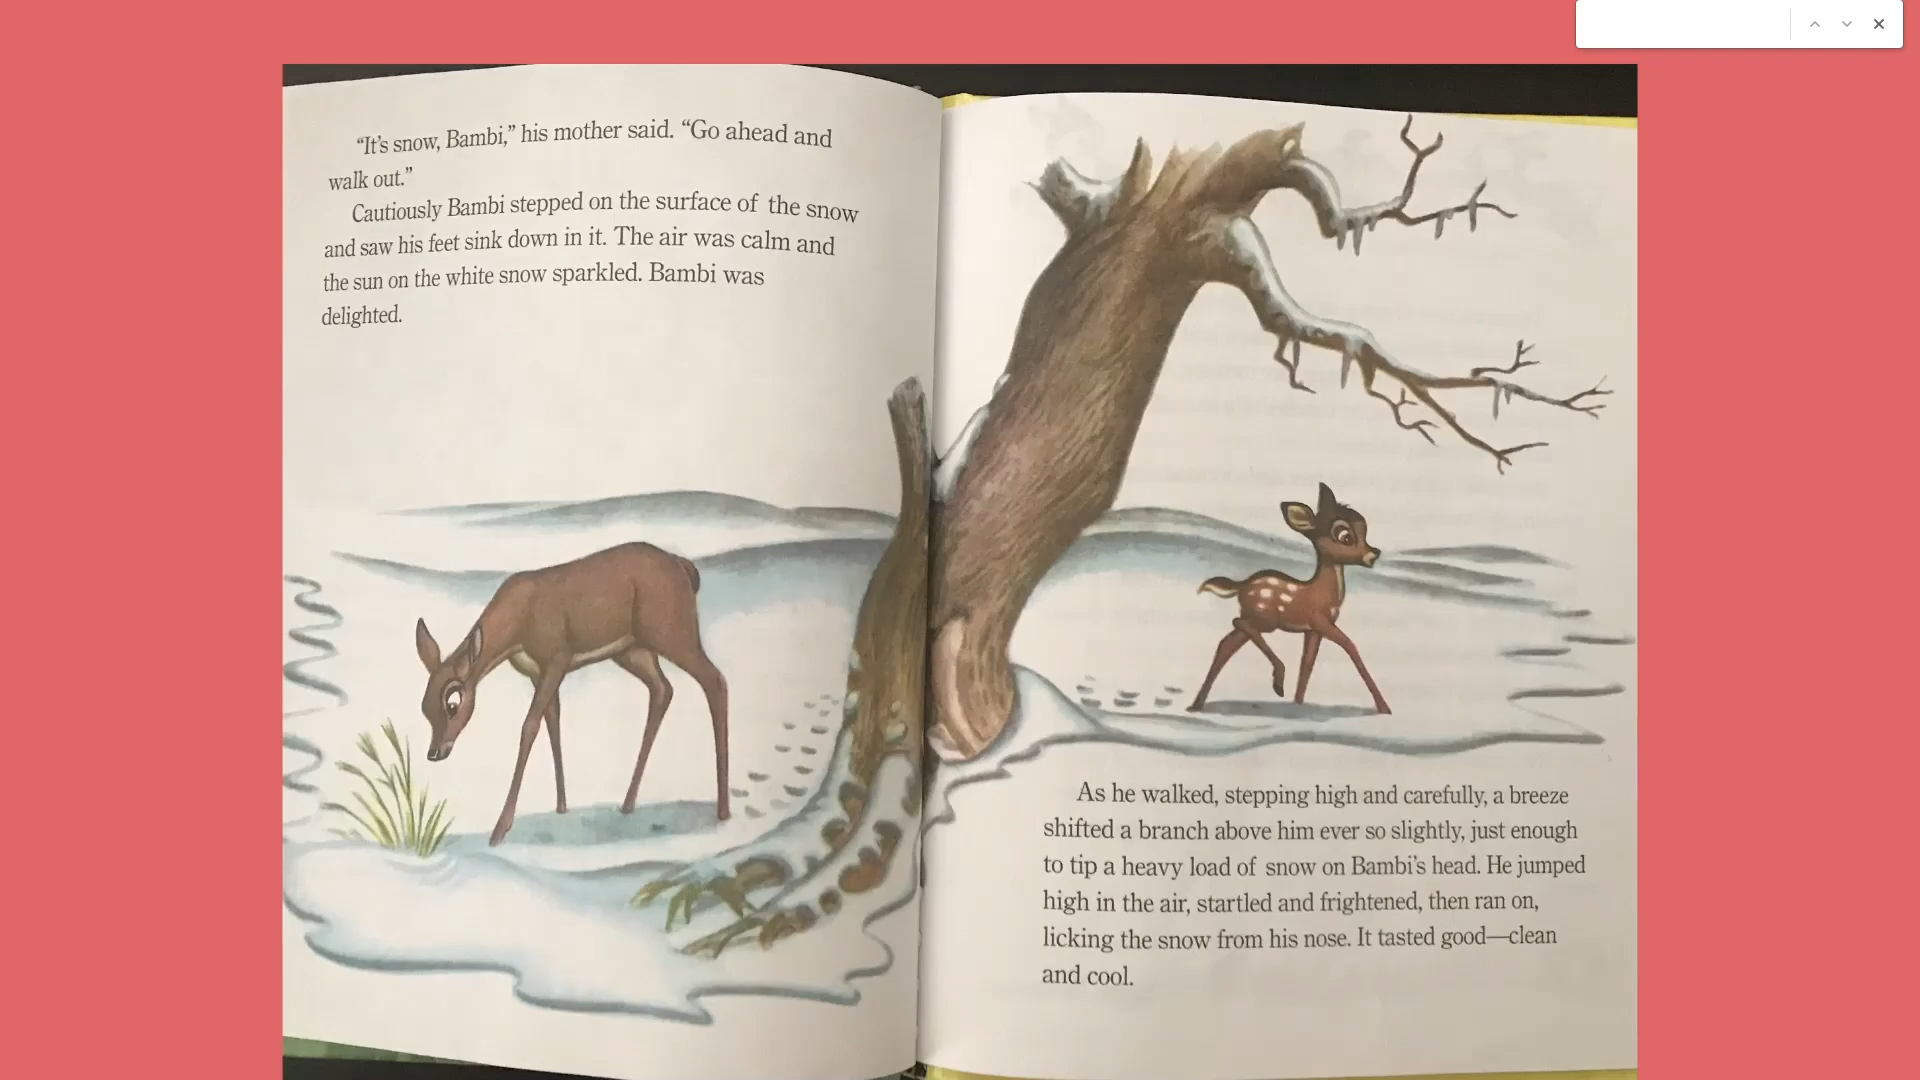 “It’s snow, Bambi,” his mother said. “Go ahead and
walk out.”
Cautiously Bambi stepped on the surface of the snow
and saw his feet sink down in it. The air was calm and
the sun on the white snow sparkled. Bambi was
delighted.
As he walked, stepping high and carefully, a breeze
shifted a branch above him ever so slightly, just enough
to tip a heavy load of snow on Bambi’s head. He jumped
high in the air, startled and frightened, then ran on,
licking the snow from his nose. It tasted good—clean
and cool.